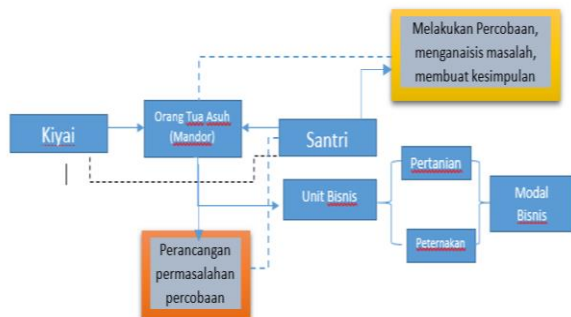 Melakukan Percobaan,
menganaisis masalah,
membuat kesimpulan
Orang Tua Asuh
(Mandor)
Kiyai
Santri
Pertanian
Unit Bisnis
Modal
Bisnis
Peternakan
Perancangan
permasalahan
percobaan